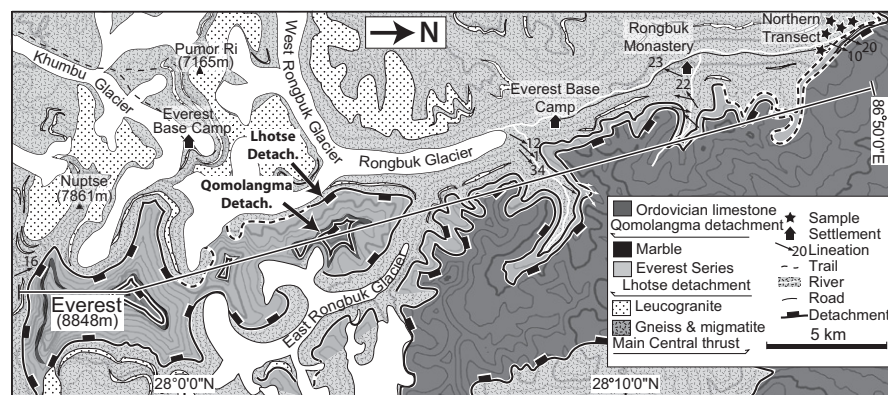 N
Pumor Ri
(7165m)
Khumbu Glacier
Everest
Base Camp
Nuptse
(7861m)
West Rongbuk Glacier
Lhotse
Detach.
Qomolangma
Detach.
Rongbuk Glacier
East Rongbuk Glacier
Everest Base
Camp
Rongbuk
Monastery
Northern
Transect
23
22
20
10
12
1
34
16
Everest
(8848m)
86°50'0"E
28°0'0"N
28°10'0"N
Ordovician limestone
Qomolangma detachment
Marble
Everest Series
Lhotse detachment
Leucogranite
Gneiss & migmatite
Main Central thrust
Sample
Settlement
20 Lineation
Trail
River
Road
Detachment
5 km